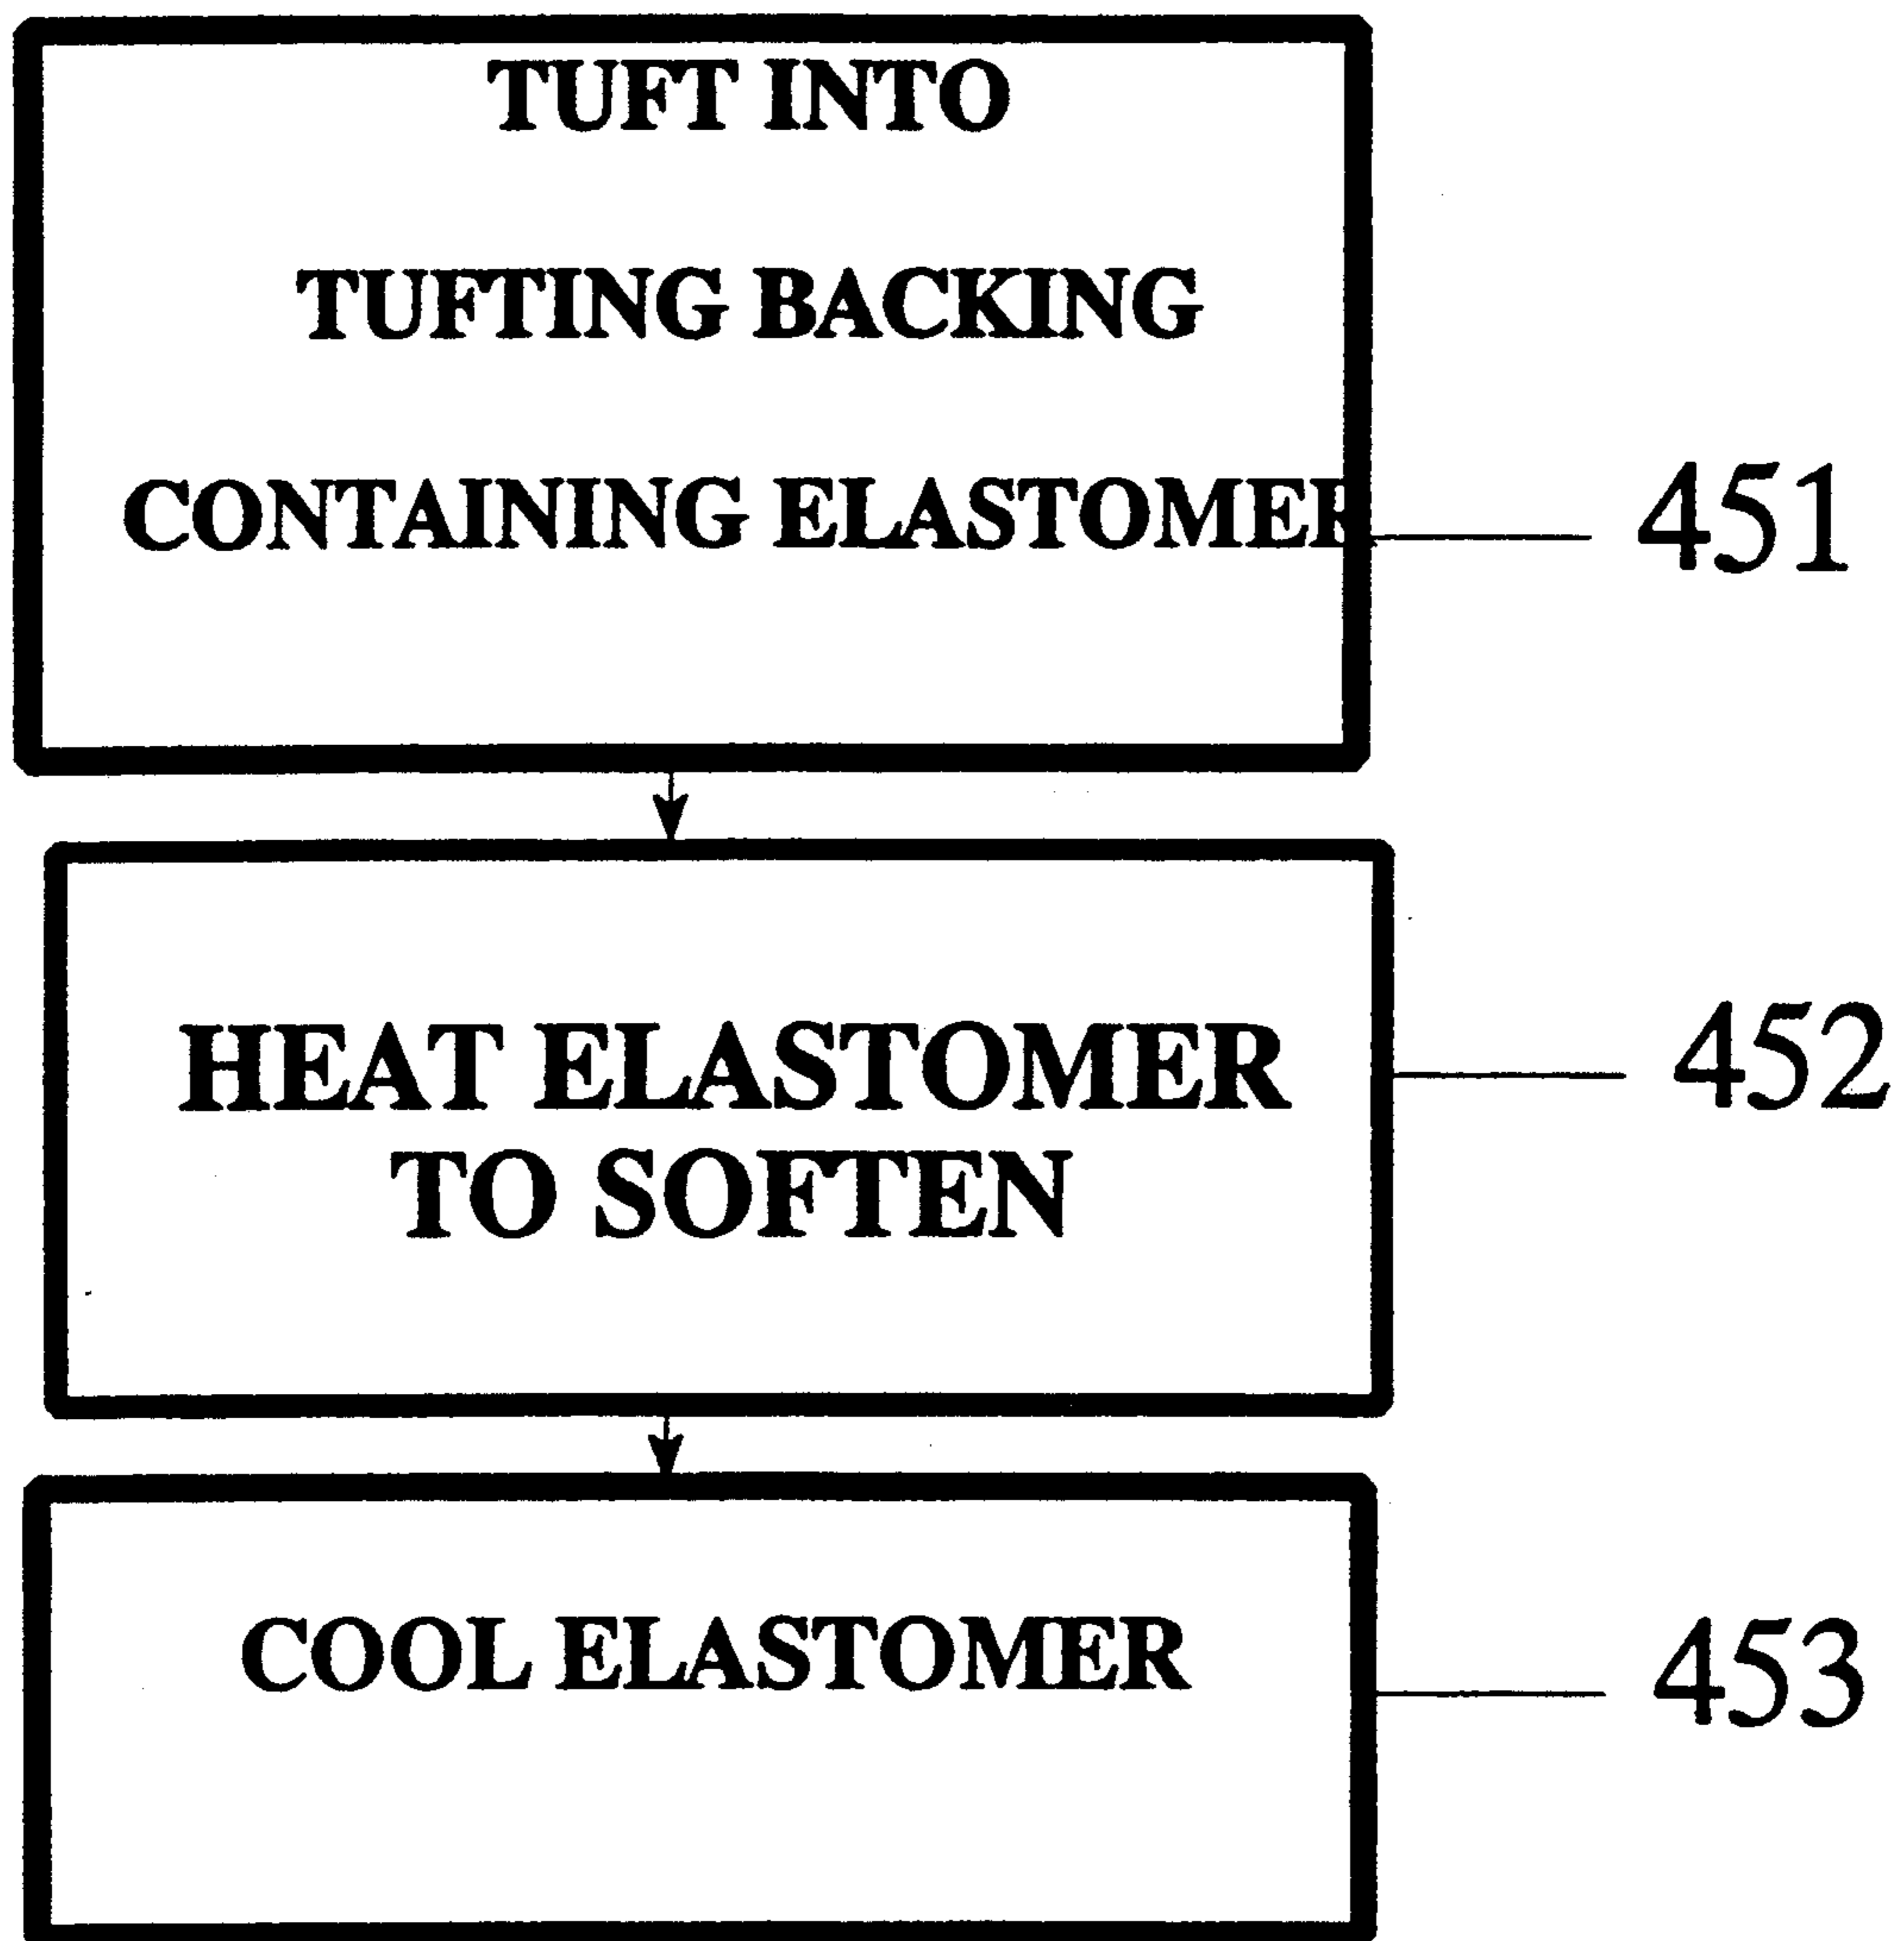 TUFT INTO
TUFTING BACKING
CONTAINING ELASTOMER
451
HEAT ELASTOMER
452
TO SOFTEN
COOL ELASTOMER
453